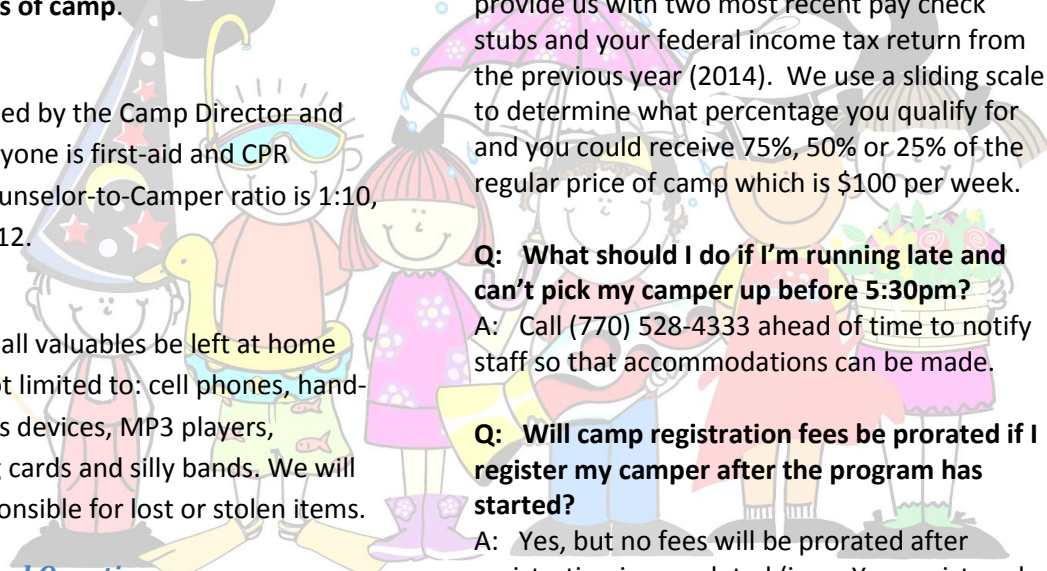 s of camp.
ed by the Camp Director and
yone is first-aid and CPR
unselor-to-Camper ratio is 1:10,
12.
all valuables be left at home
ot limited to: cell phones, hand-
s devices, MP3 players,
g cards and silly bands. We will
onsible for lost or stolen items.
provide us with two most recent pay check
stubs and your federal income tax return from
the previous year (2014). We use a sliding scale
to determine what percentage you qualify for
and you could receive 75%, 50% or 25% of the
regular price of camp which is $100 per week.
Q: What should I do if I'm running late and
can't pick my camper up before 5:30pm?
A: Call (770) 528-4333 ahead of time to notify
staff so that accommodations can be made.
Q: Will camp registration fees be prorated if I
register my camper after the program has
started?
A: Yes, but no fees will be prorated after